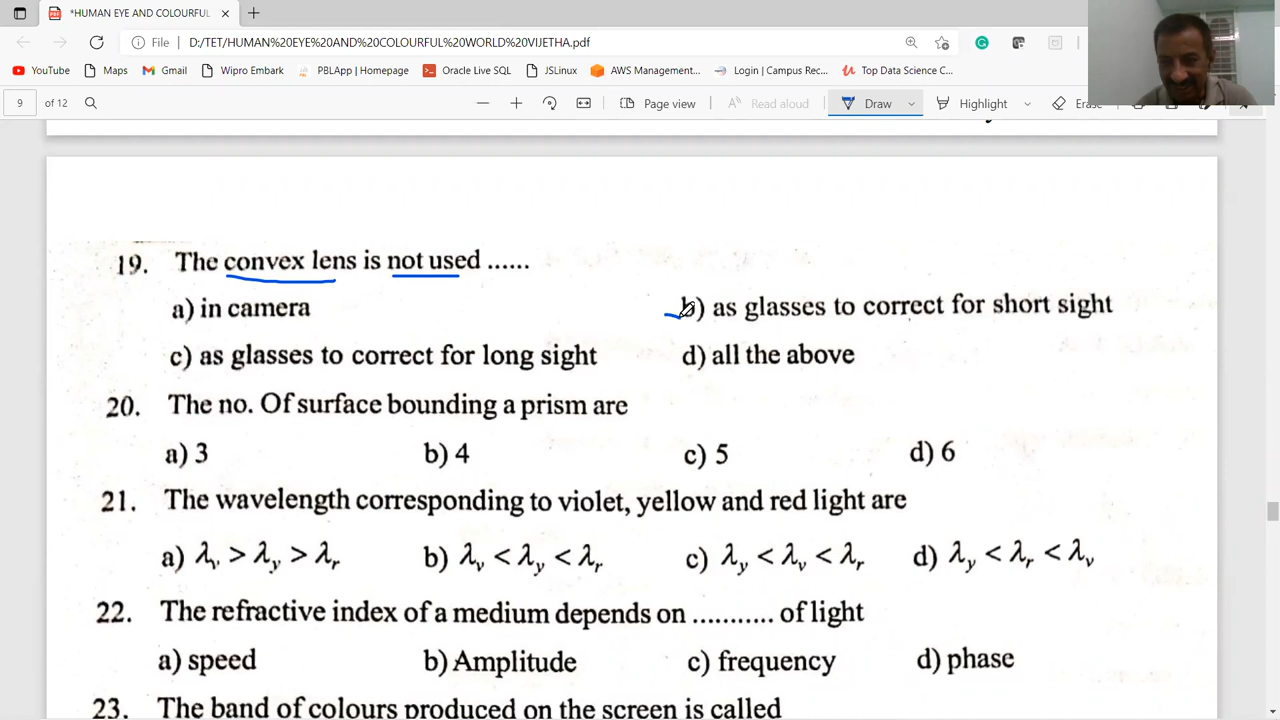 *HUMAN EYE AND COLOURFUL
File D:/TET/HUMAN%20EYE%20AND%20COLOURFUL%20WORLD%20-/IJETHA.pdf
YouTube Maps Gmail Wipro Embark PBLApp | Homepage Oracle Live SQL JSLinux AWS Managemen... Login | Campus Rec... Top Data Science C...
9 of 12 Page view Read aloud Draw Highlight Erase
19. The convex lens is not used ......
a) in camera b) as glasses to correct for short sight
c) as glasses to correct for long sight d) all the above
20. The no. Of surface bounding a prism are
a) 3 b) 4 c) 5 d) 6
21. The wavelength corresponding to violet, yellow and red light are
a) λv > λy > λr b) λv < λy < λr c) λy < λv < λr d) λy < λr < λv
22. The refractive index of a medium depends on ........... of light
a) speed b) Amplitude c) frequency d) phase
23. The band of colours produced on the screen is called